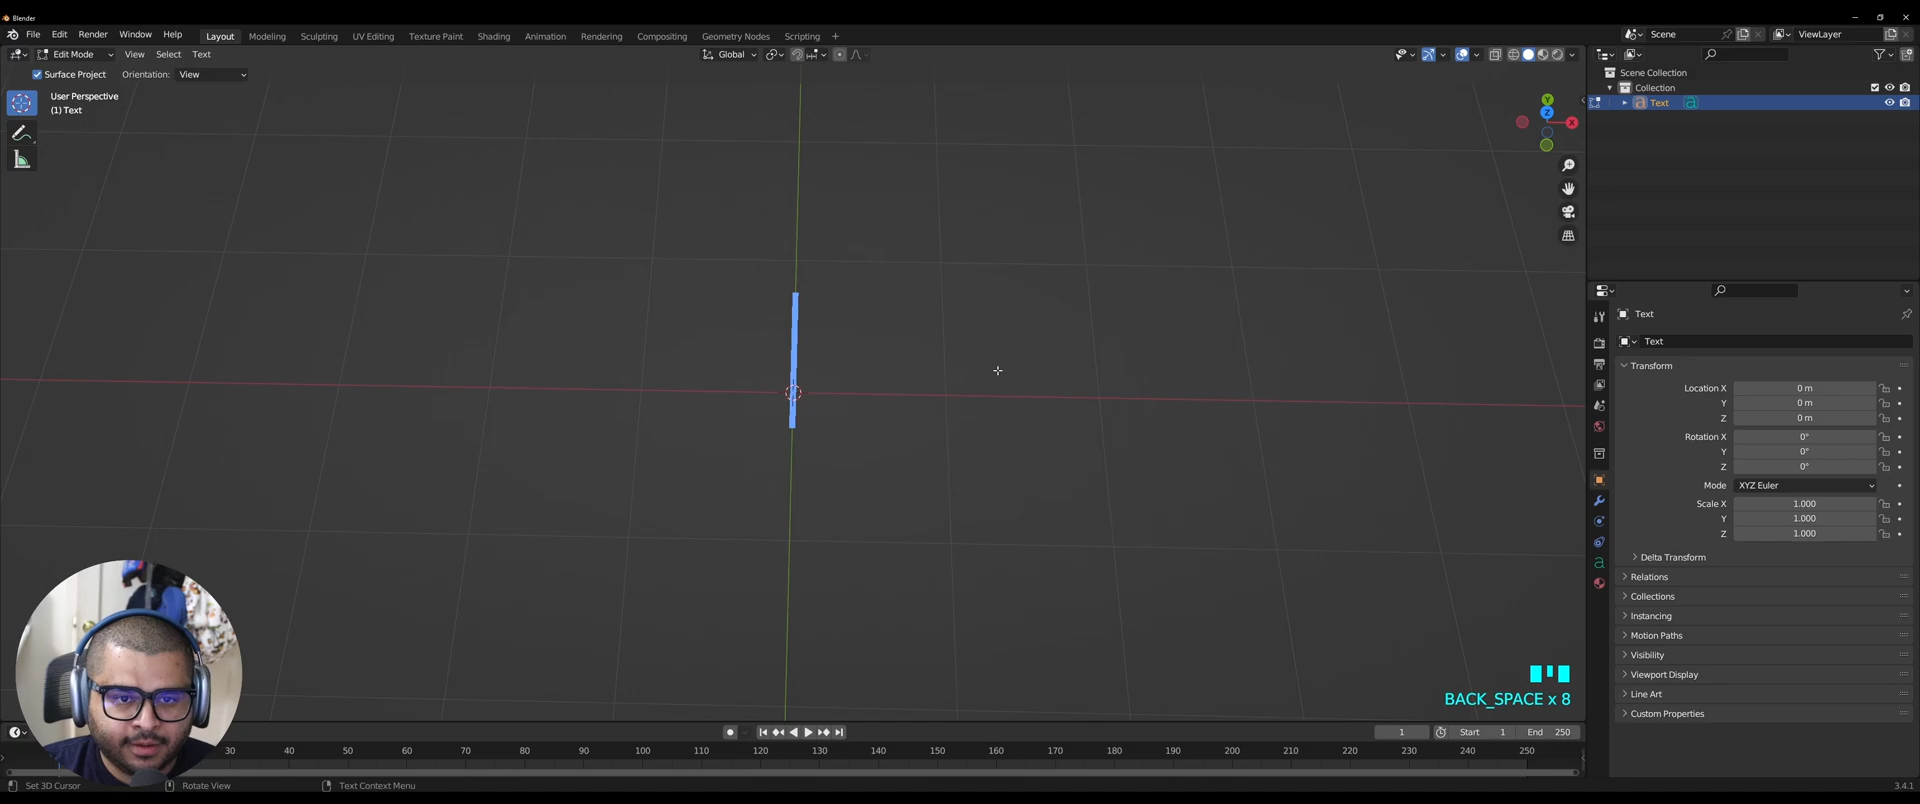 Blender
File Edit Render Window Help Layout Modeling Sculpting UV Editing Texture Paint Shading Animation Rendering Compositing Geometry Nodes Scripting + Scene ViewLayer
Edit Mode View Select Text Global
Surface Project Orientation: View
User Perspective
(1) Text
Y
Z
X
Scene Collection
Collection
Text
Text
Text
Transform
Location X 0 m
Y 0 m
Z 0 m
Rotation X 0°
Y 0°
Z 0°
Mode XYZ Euler
Scale X 1.000
Y 1.000
Z 1.000
Delta Transform
Relations
Collections
Instancing
Motion Paths
Visibility
Viewport Display
Line Art
Custom Properties
BACK_SPACE x 8
1 Start 1 End 250
30 40 50 60 70 80 90 100 110 120 130 140 150 160 170 180 190 200 210 220 230 240 250
Set 3D Cursor Rotate View Text Context Menu 3.4.1